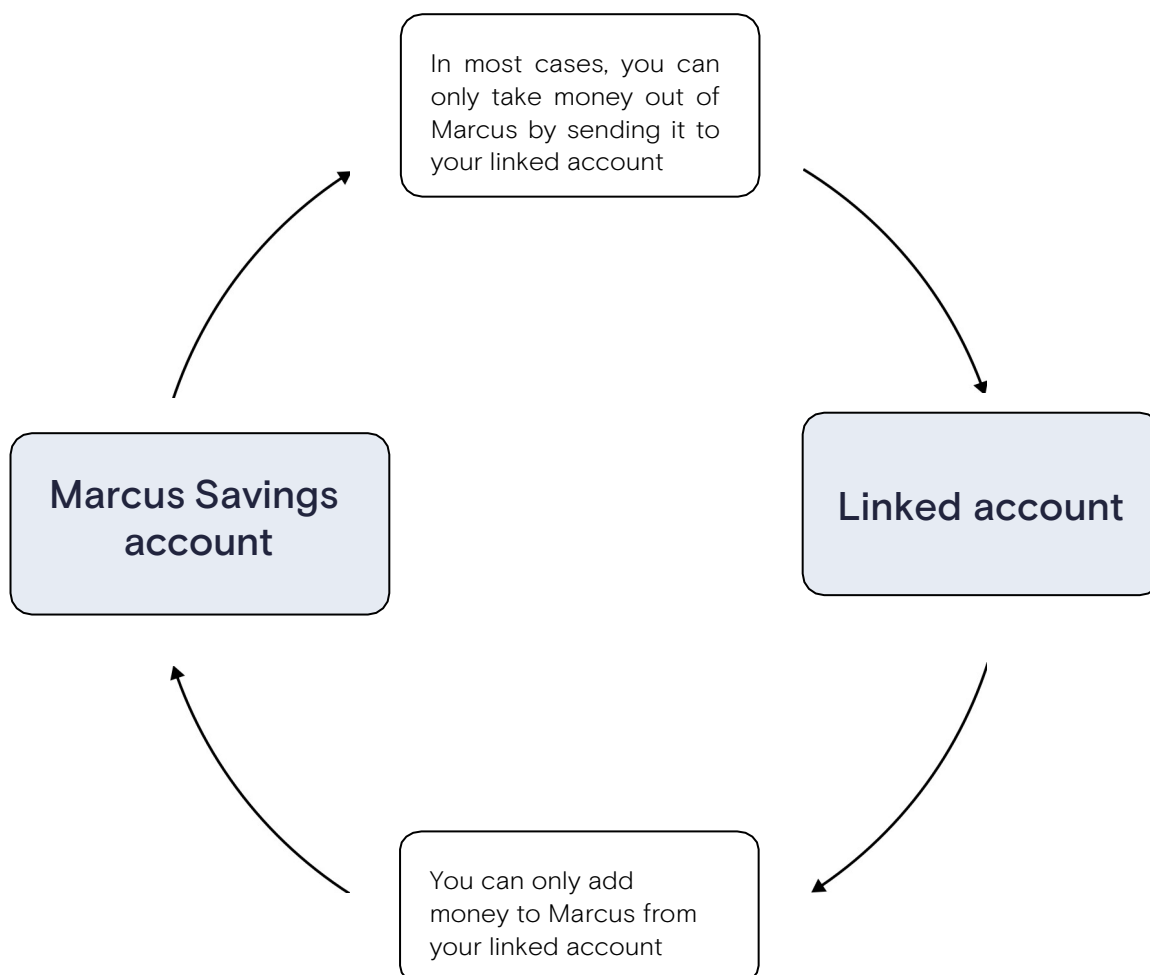 In most cases, you can
only take money out of
Marcus by sending it to
your linked account
Marcus Savings
account
Linked account
You can only add
money to Marcus from
your linked account